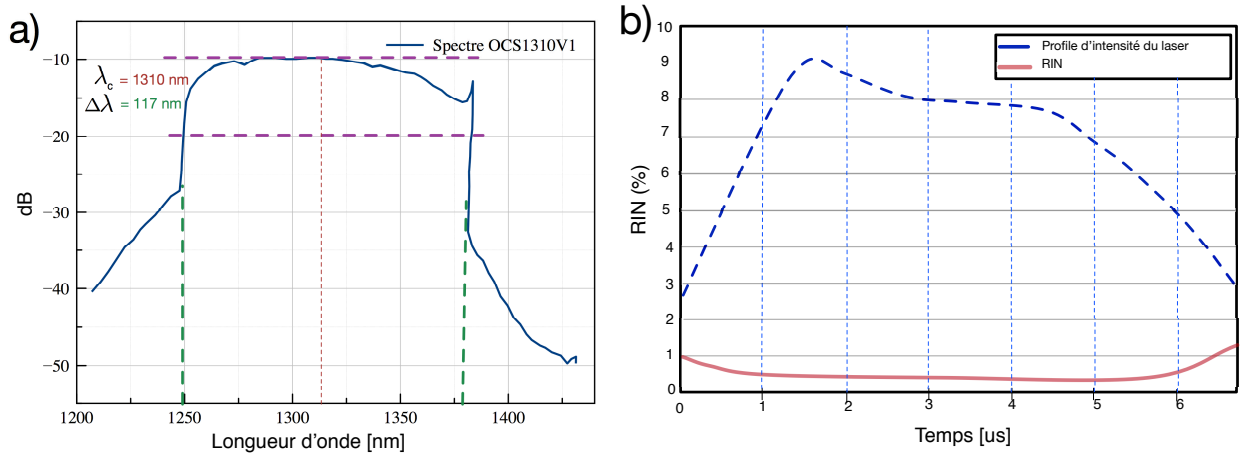 a)
Spectre OCS1310V1
λc = 1310 nm
Δλ = 117 nm
dB
−10
−20
−30
−40
−50
1200
1250
1300
1350
1400
Longueur d'onde [nm]
b)
Profile d'intensité du laser
RIN
RIN (%)
10
9
8
7
6
5
4
3
2
1
0
0
1
2
3
4
5
6
Temps [us]